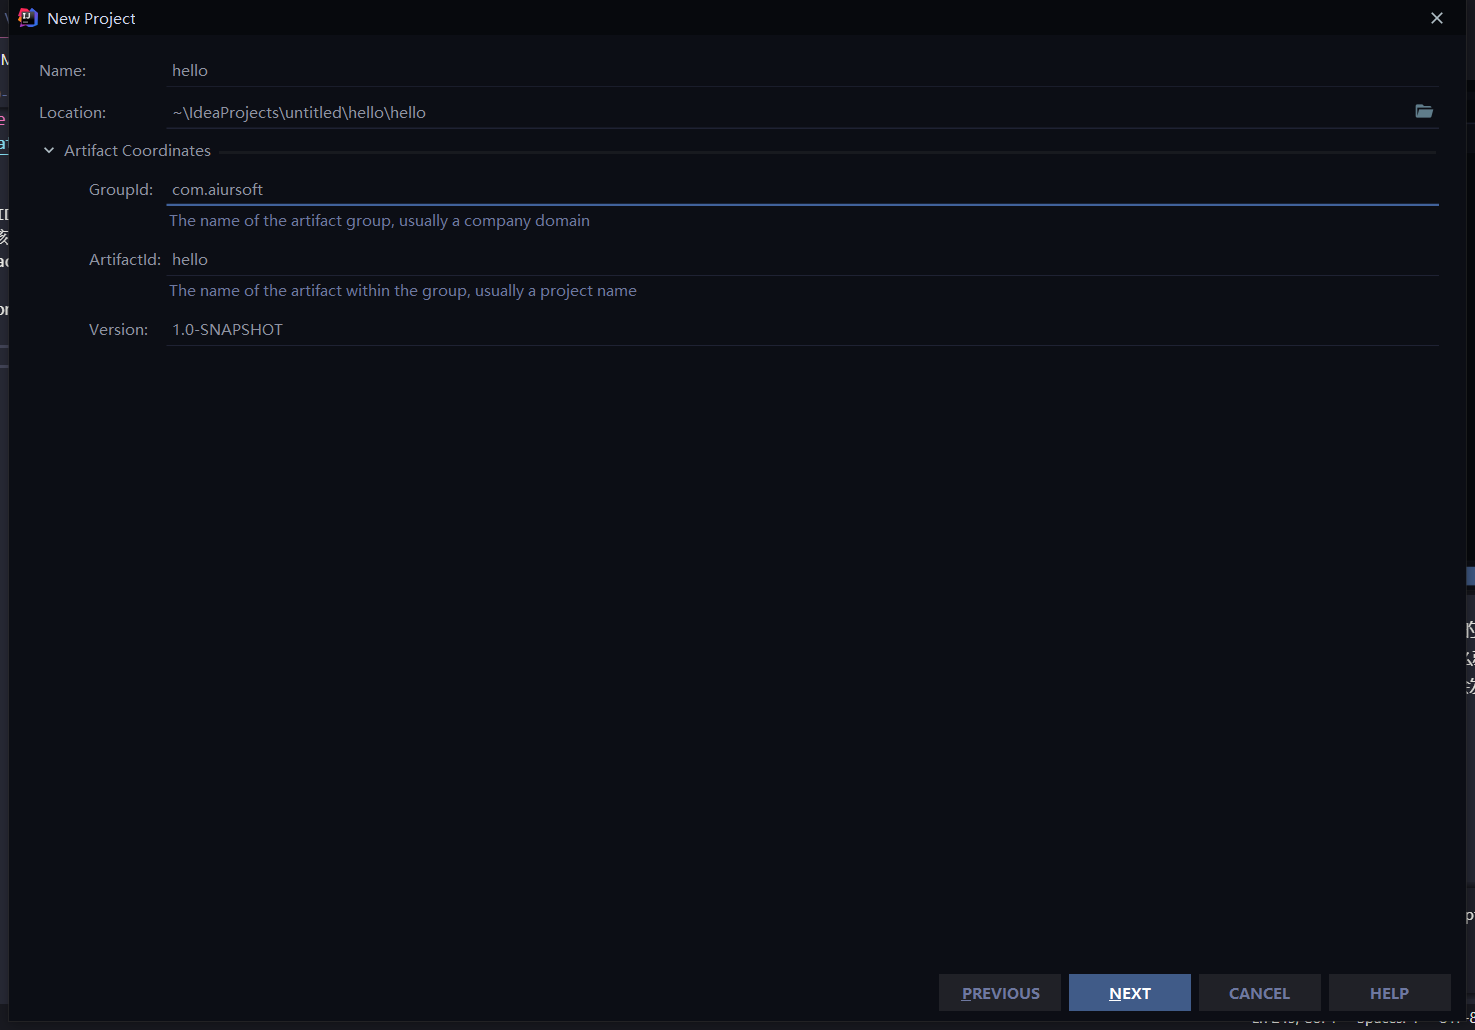 New Project
Name: hello
Location: ~\IdeaProjects\untitled\hello\hello
Artifact Coordinates
GroupId: com.aiursoft
The name of the artifact group, usually a company domain
ArtifactId: hello
The name of the artifact within the group, usually a project name
Version: 1.0-SNAPSHOT
PREVIOUS NEXT CANCEL HELP